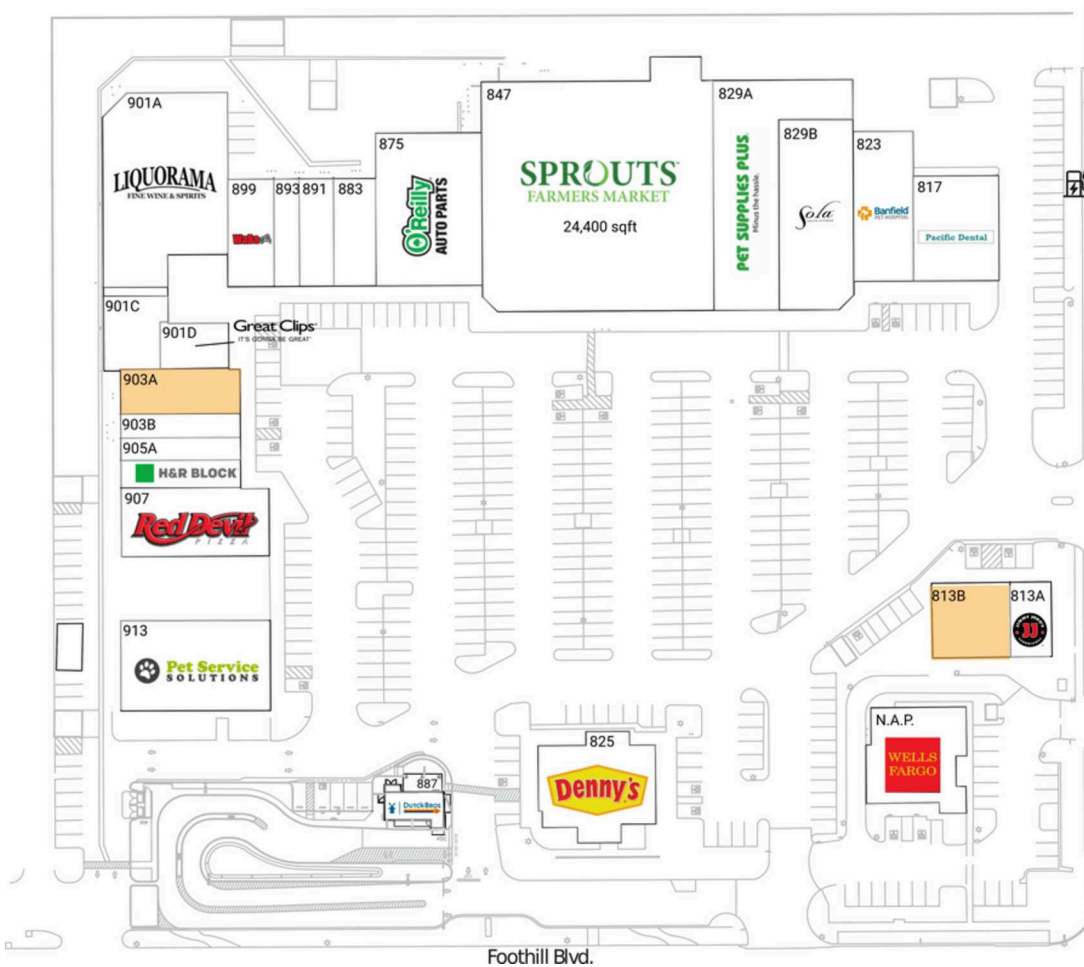 901A
LIQUORAMA
FINE WINE & SPIRITS
899
WaBa
893
891
883
875
O'Reilly
AUTO PARTS
847
SPROUTS
FARMERS MARKET
24,400 sqft
829A
PET SUPPLIES PLUS.
Minus the hassle.
829B
Sola
823
Banfield
PET HOSPITAL
817
Pacific Dental
901C
901D
Great Clips
IT'S GONNA BE GREAT
903A
903B
905A
H&R BLOCK
907
Red Devil
PIZZA
913
Pet Service
SOLUTIONS
813B
813A
JJ
N.A.P.
WELLS
FARGO
825
Denny's
887
DUTCH BROS
Foothill Blvd.